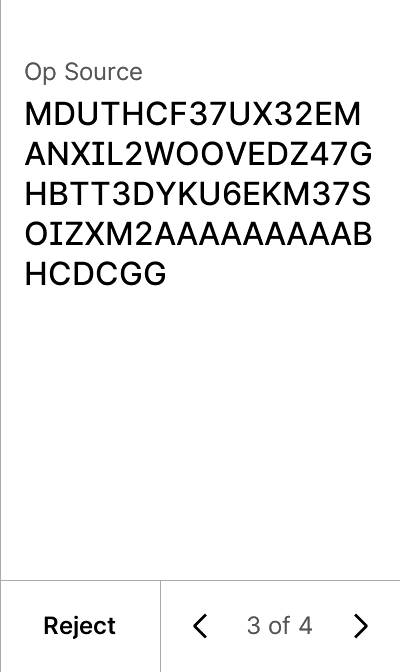 Op Source
MDUTHCF37UX32EM
ANXIL2WOOVEDZ47G
HBTT3DYKU6EKM37S
OIZXM2AAAAAAAAAB
HCDCGG
Reject
3 of 4